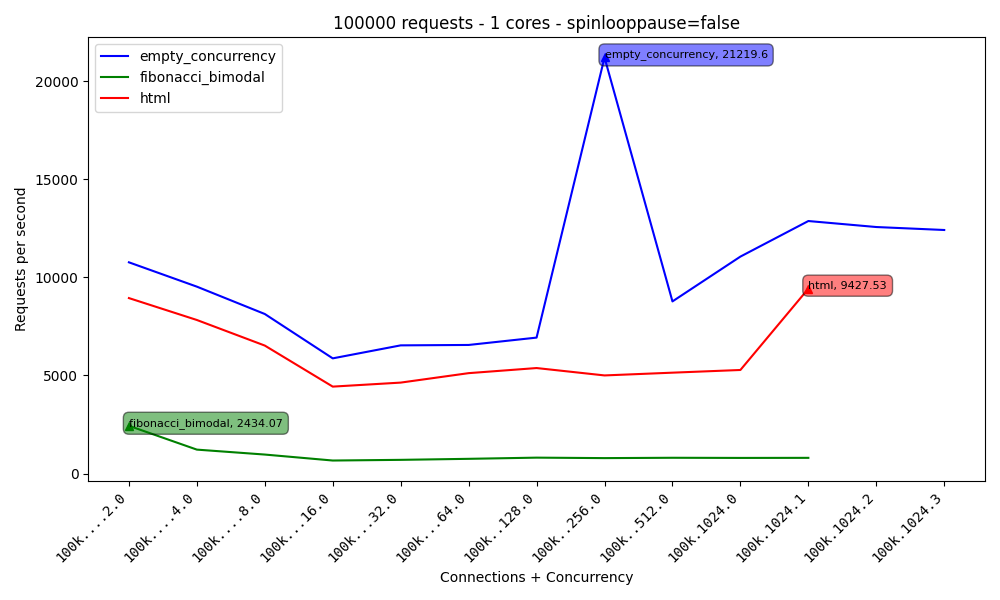 100000 requests - 1 cores - spinlooppause=false
empty_concurrency
fibonacci_bimodal
html
empty_concurrency, 21219.6
html, 9427.53
fibonacci_bimodal, 2434.07
Requests per second
20000
15000
10000
5000
0
100k....2.0
100k....4.0
100k....8.0
100k...16.0
100k...32.0
100k...64.0
100k..128.0
100k..256.0
100k..512.0
100k.1024.0
100k.1024.1
100k.1024.2
100k.1024.3
Connections + Concurrency